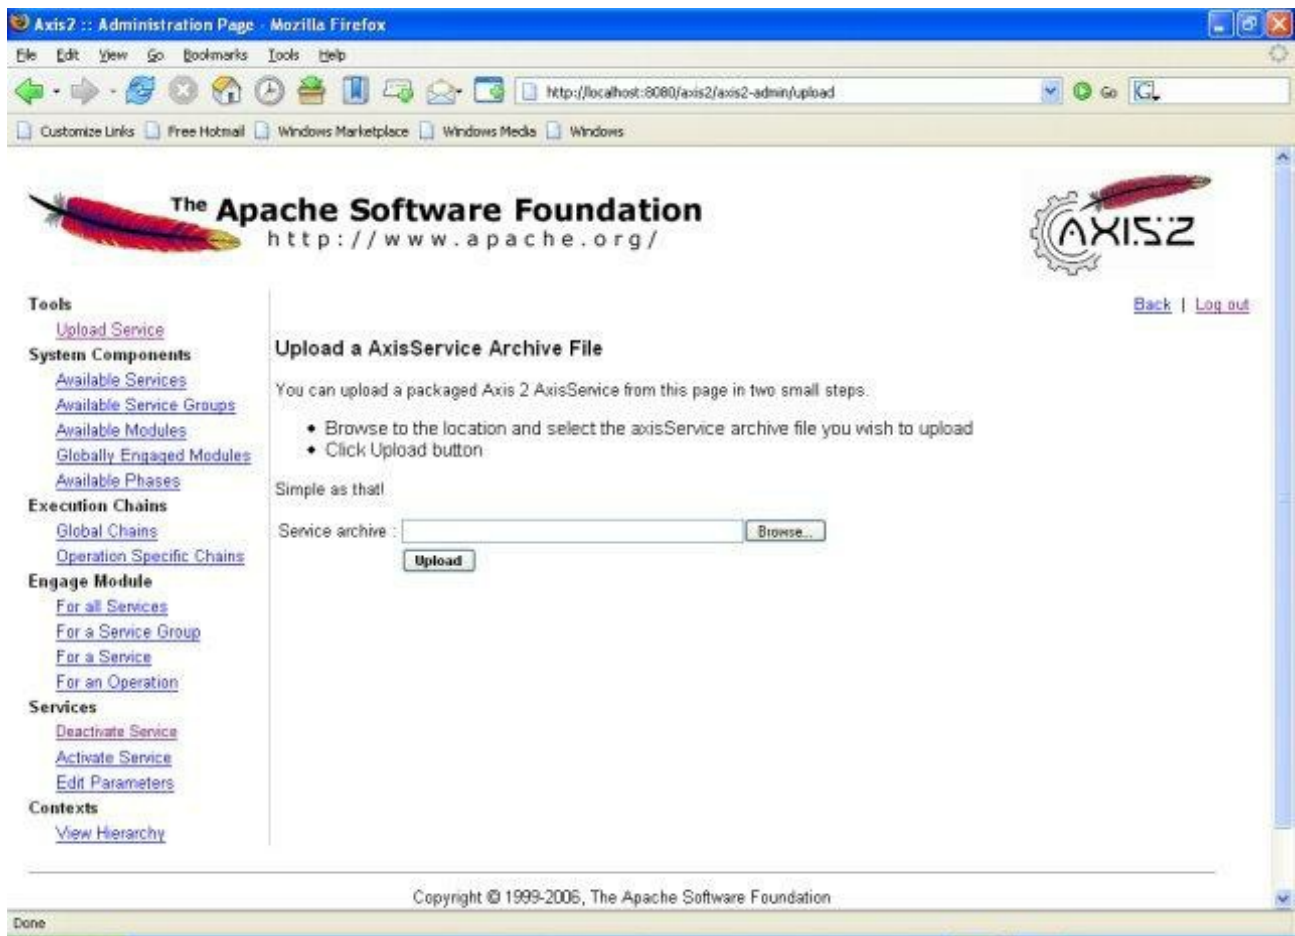 Axis2 :: Administration Page - Mozilla Firefox
File Edit View Go Bookmarks Tools Help
http://localhost:8080/axis2/axis2-admin/upload Go
Customize Links Free Hotmail Windows Marketplace Windows Media Windows
The Apache Software Foundation
http://www.apache.org/
AXIS2
Back | Log out
Tools
Upload Service
System Components
Available Services
Available Service Groups
Available Modules
Globally Engaged Modules
Available Phases
Execution Chains
Global Chains
Operation Specific Chains
Engage Module
For all Services
For a Service Group
For a Service
For an Operation
Services
Deactivate Service
Activate Service
Edit Parameters
Contexts
View Hierarchy
Upload a AxisService Archive File
You can upload a packaged Axis 2 AxisService from this page in two small steps.
• Browse to the location and select the axisService archive file you wish to upload
• Click Upload button
Simple as that!
Service archive : Browse...
Upload
Copyright © 1999-2006, The Apache Software Foundation
Done